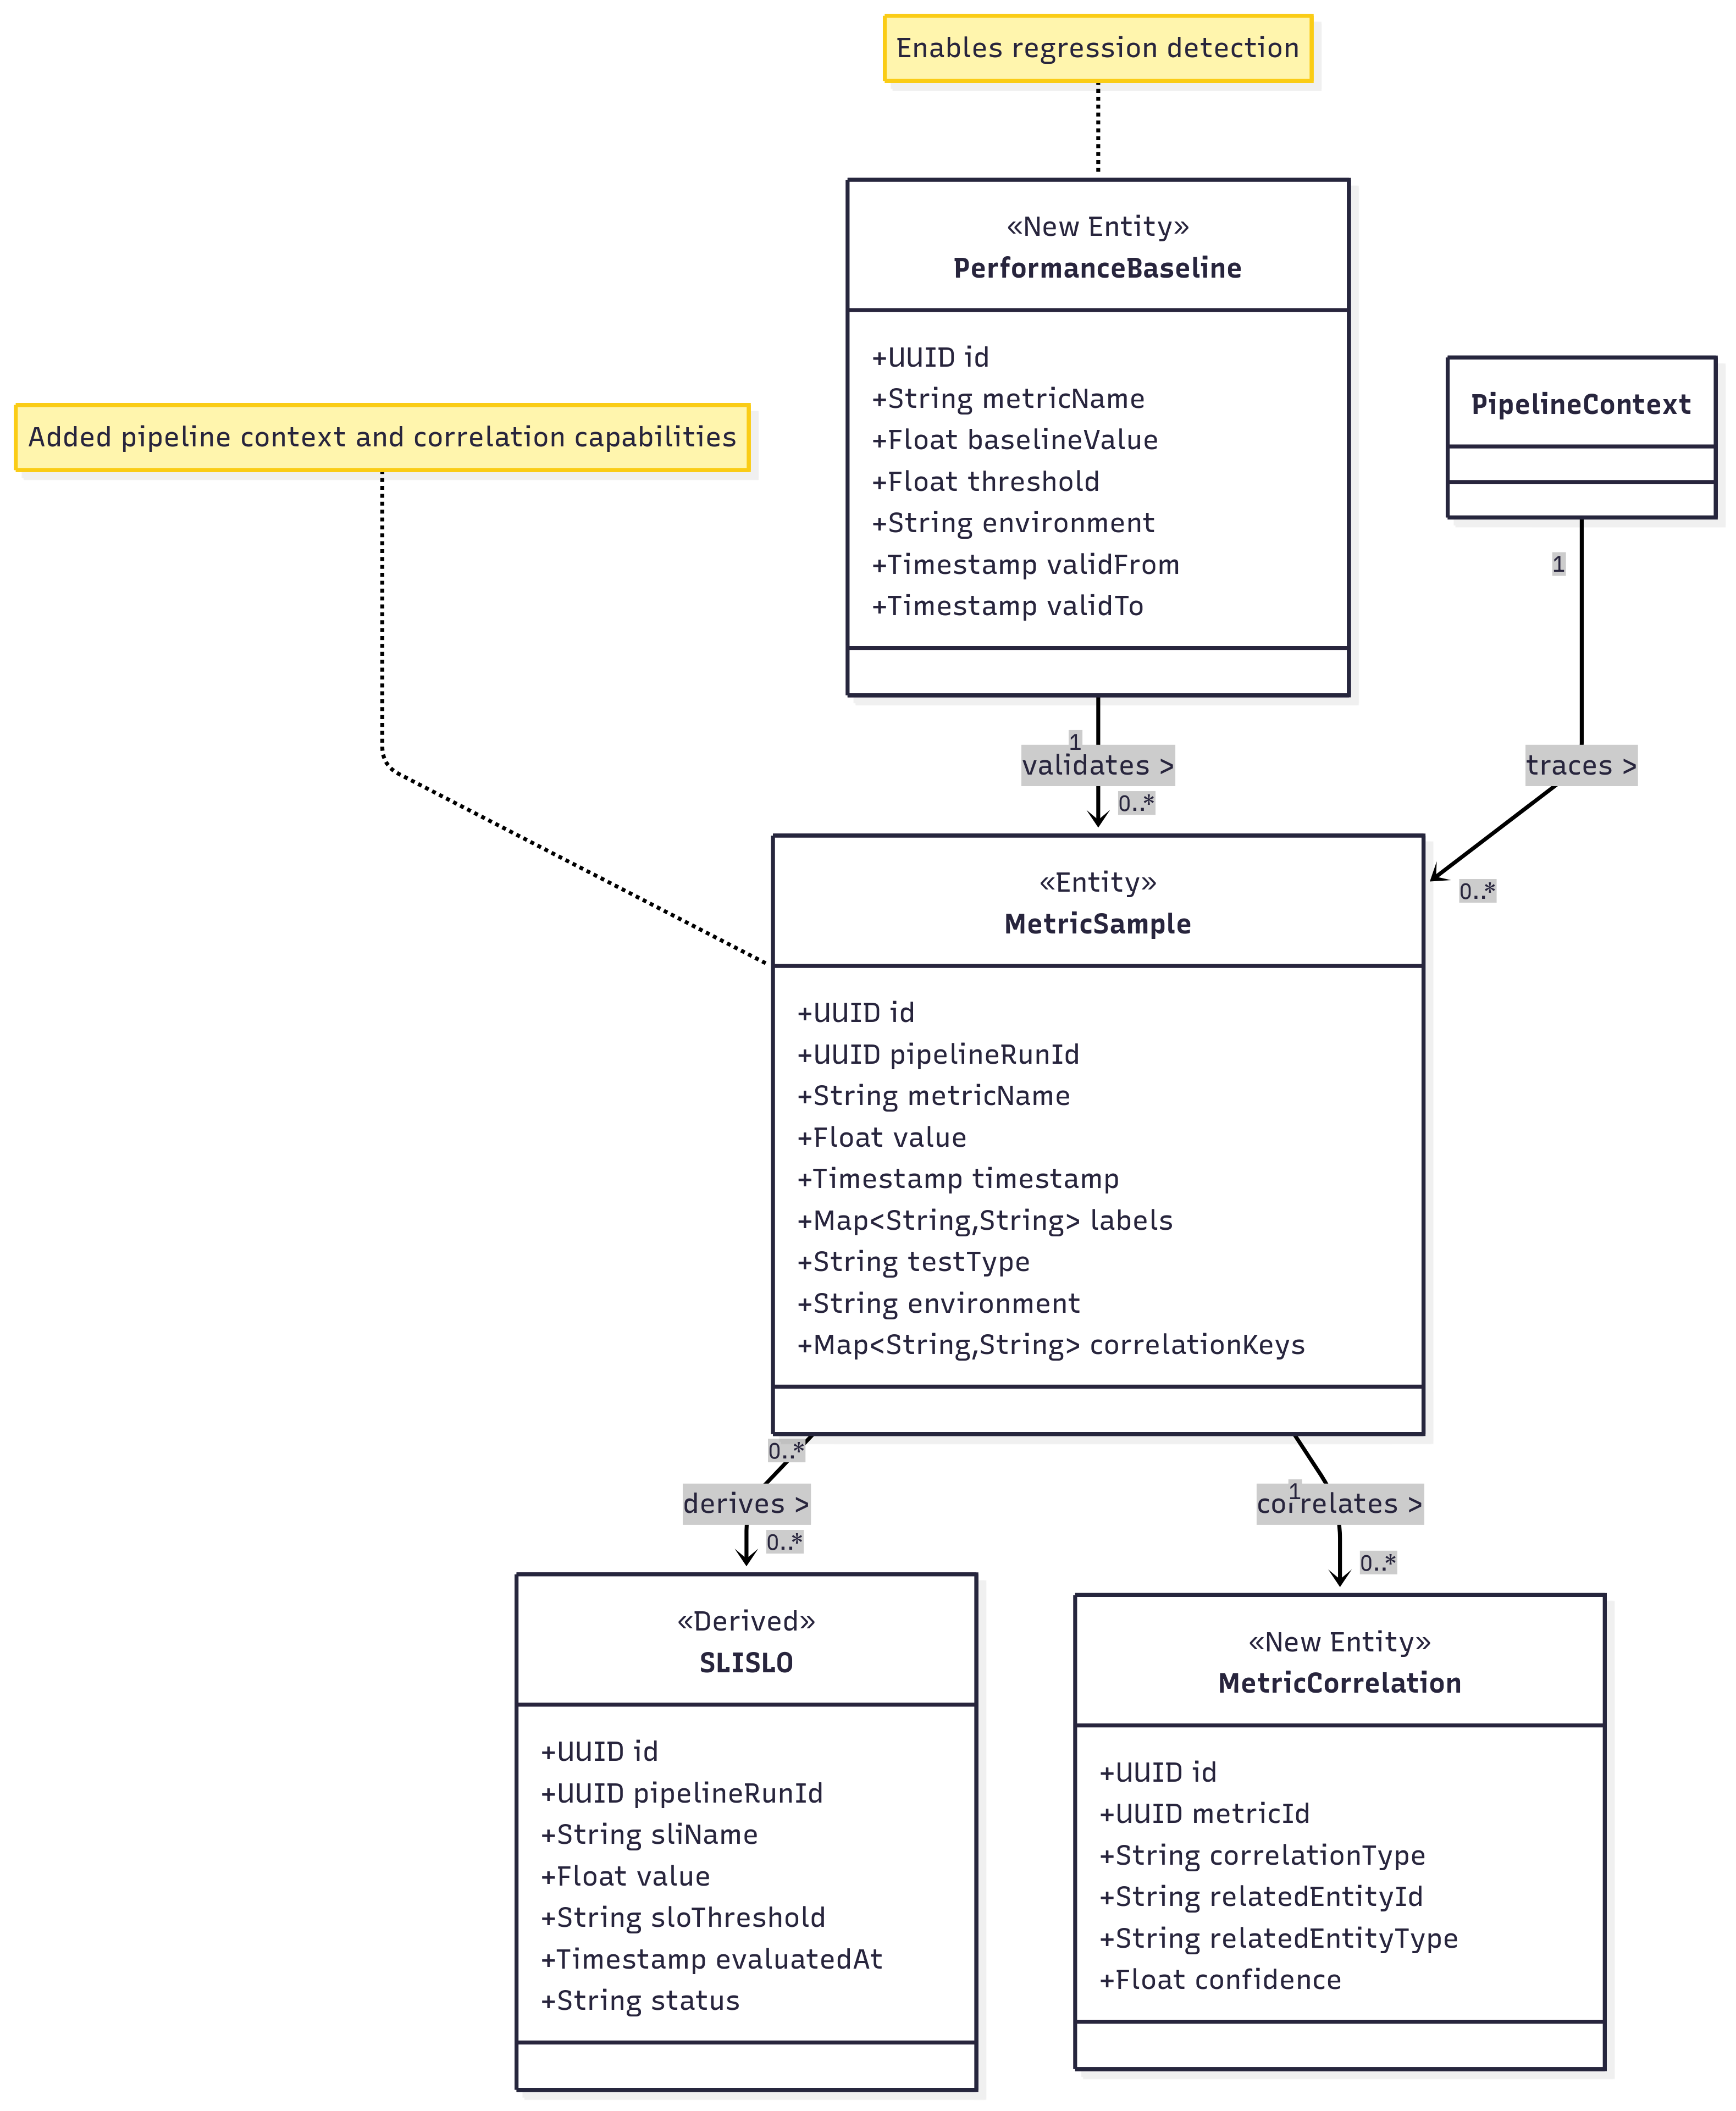 Enables regression detection
«New Entity»
PerformanceBaseline
+UUID id
+String metricName
+Float baselineValue
+Float threshold
+String environment
+Timestamp validFrom
+Timestamp validTo
PipelineContext
Added pipeline context and correlation capabilities
1
1
validates >
traces >
0..*
0..*
«Entity»
MetricSample
+UUID id
+UUID pipelineRunId
+String metricName
+Float value
+Timestamp timestamp
+Map<String,String> labels
+String testType
+String environment
+Map<String,String> correlationKeys
0..*
derives >
0..*
1
correlates >
0..*
«Derived»
SLISLO
+UUID id
+UUID pipelineRunId
+String sliName
+Float value
+String sloThreshold
+Timestamp evaluatedAt
+String status
«New Entity»
MetricCorrelation
+UUID id
+UUID metricId
+String correlationType
+String relatedEntityId
+String relatedEntityType
+Float confidence